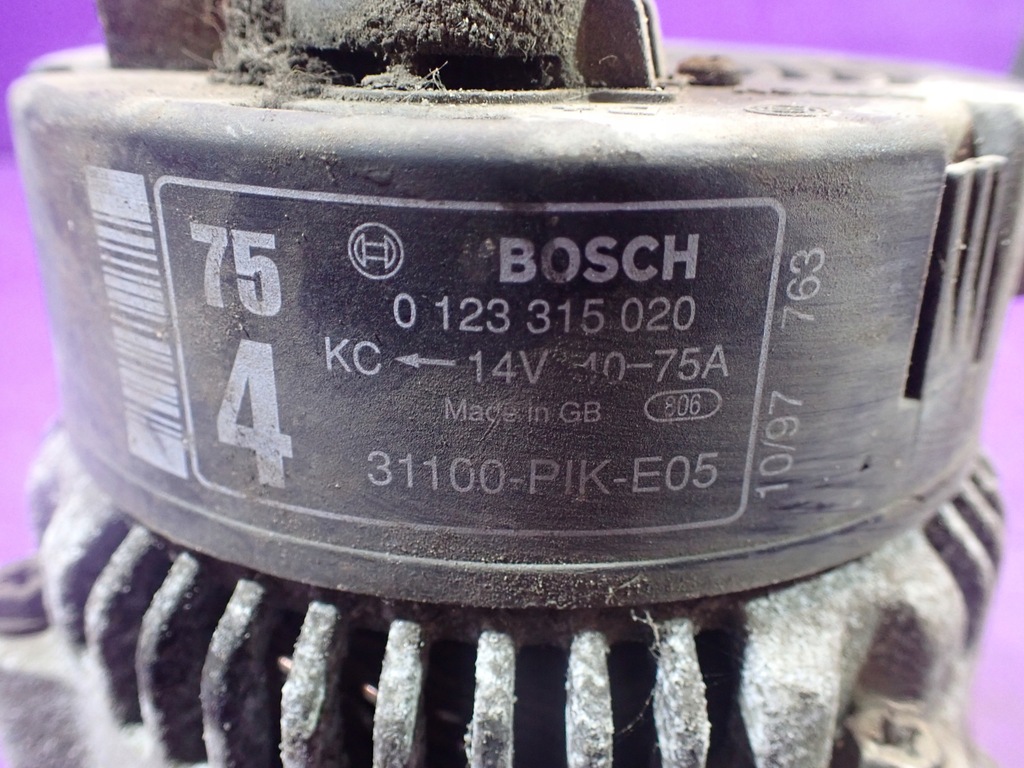 75
4
BOSCH
0 123 315 020
KC ← 14V 40-75A
Made in GB
806
31100-PIK-E05
10/97 763